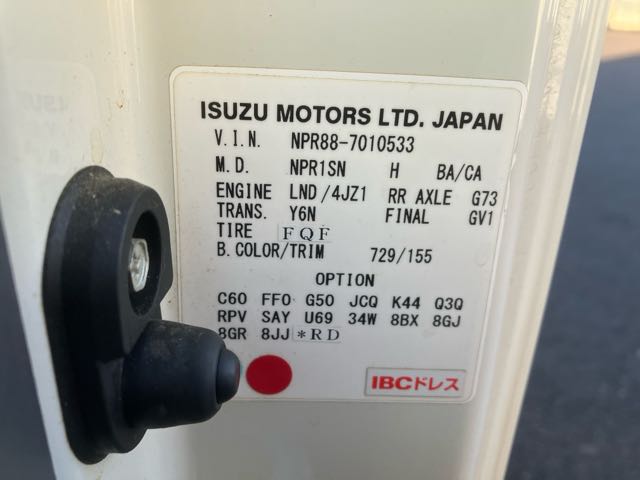 ISUZU MOTORS LTD. JAPAN
V.I.N. NPR88-7010533
M.D. NPR1SN H BA/CA
ENGINE LND/4JZ1 RR AXLE G73
TRANS. Y6N FINAL GV1
TIRE FQF
B.COLOR/TRIM 729/155
OPTION
C60 FF0 G50 JCQ K44 Q3Q
RPV SAY U69 34W 8BX 8GJ
8GR 8JJ *RD
IBCドレス